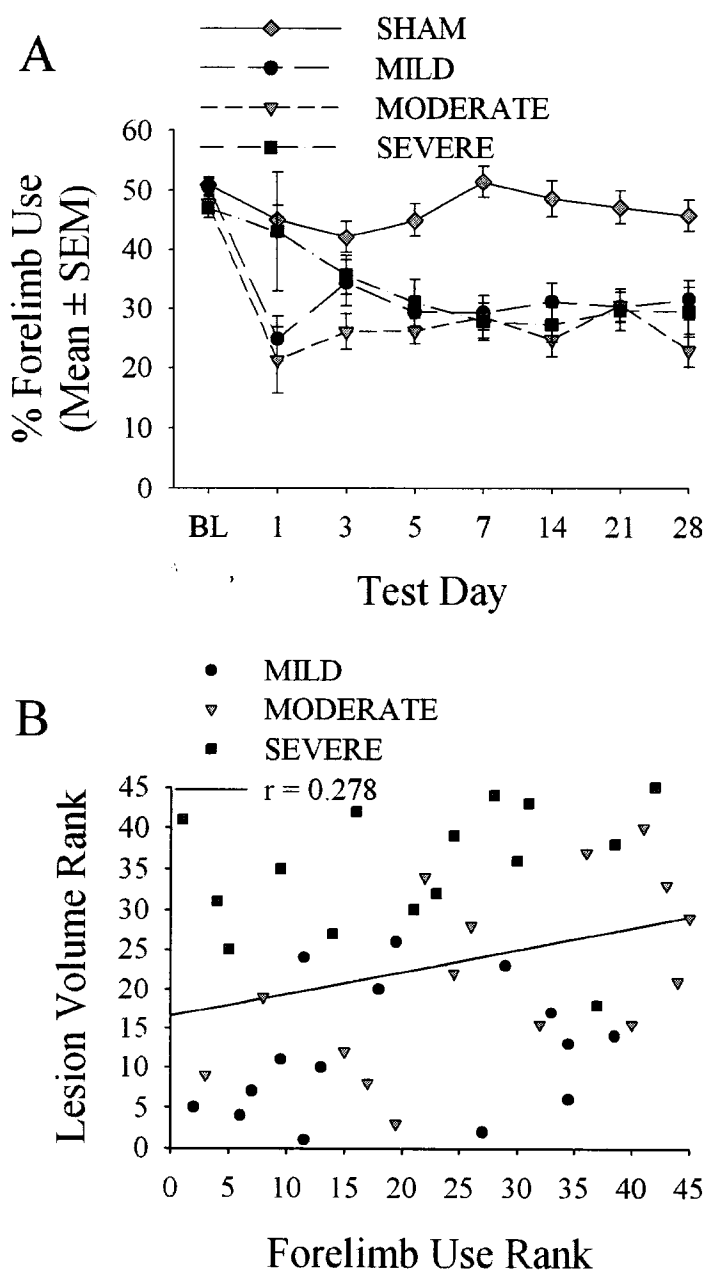 A
SHAM
MILD
MODERATE
SEVERE
60
50
40
30
20
10
0
% Forelimb Use
(Mean ± SEM)
BL 1 3 5 7 14 21 28
Test Day
B
MILD
MODERATE
SEVERE
r = 0.278
45
40
35
30
25
20
15
10
5
0
Lesion Volume Rank
0 5 10 15 20 25 30 35 40 45
Forelimb Use Rank